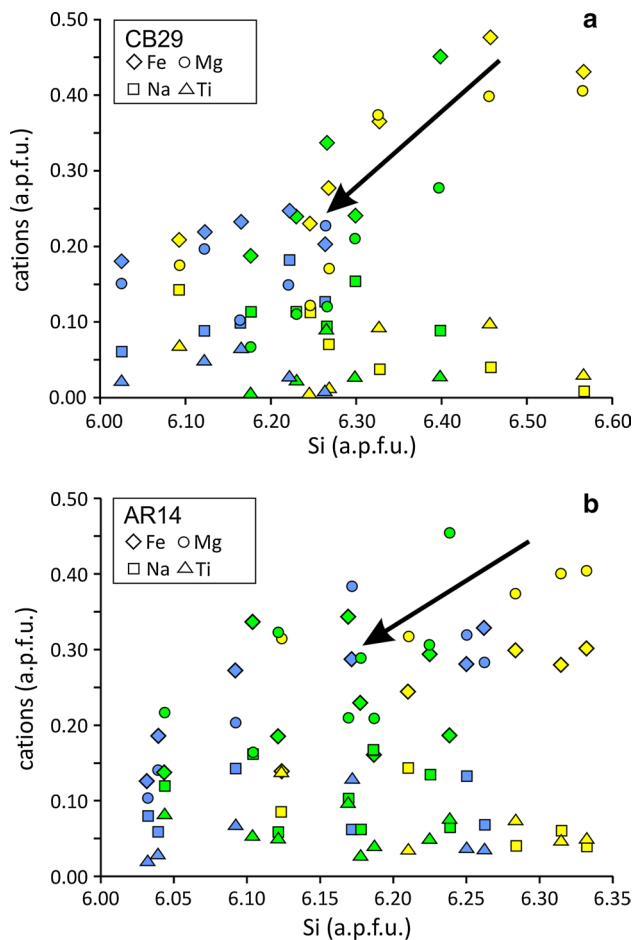 a
CB29
Fe Mg
Na Ti
cations (a.p.f.u.)
0.50
0.40
0.30
0.20
0.10
0.00
6.00 6.10 6.20 6.30 6.40 6.50 6.60
Si (a.p.f.u.)
b
AR14
Fe Mg
Na Ti
cations (a.p.f.u.)
0.50
0.40
0.30
0.20
0.10
0.00
6.00 6.05 6.10 6.15 6.20 6.25 6.30 6.35
Si (a.p.f.u.)